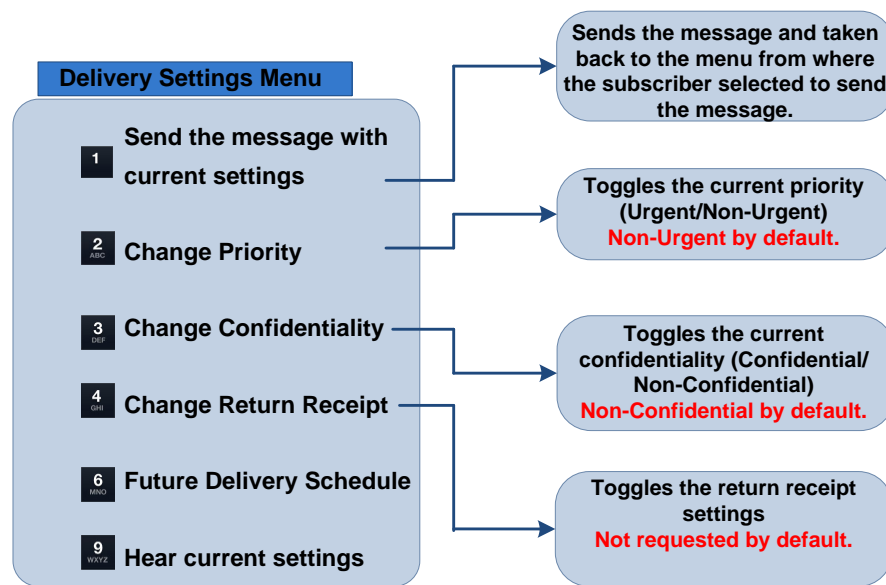 Delivery Settings Menu
1
Send the message with
current settings
2
ABC
Change Priority
3
DEF
Change Confidentiality
4
GHI
Change Return Receipt
6
MNO
Future Delivery Schedule
9
WXYZ
Hear current settings
Sends the message and taken
back to the menu from where
the subscriber selected to send
the message.
Toggles the current priority
(Urgent/Non-Urgent)
Non-Urgent by default.
Toggles the current
confidentiality (Confidential/
Non-Confidential)
Non-Confidential by default.
Toggles the return receipt
settings
Not requested by default.